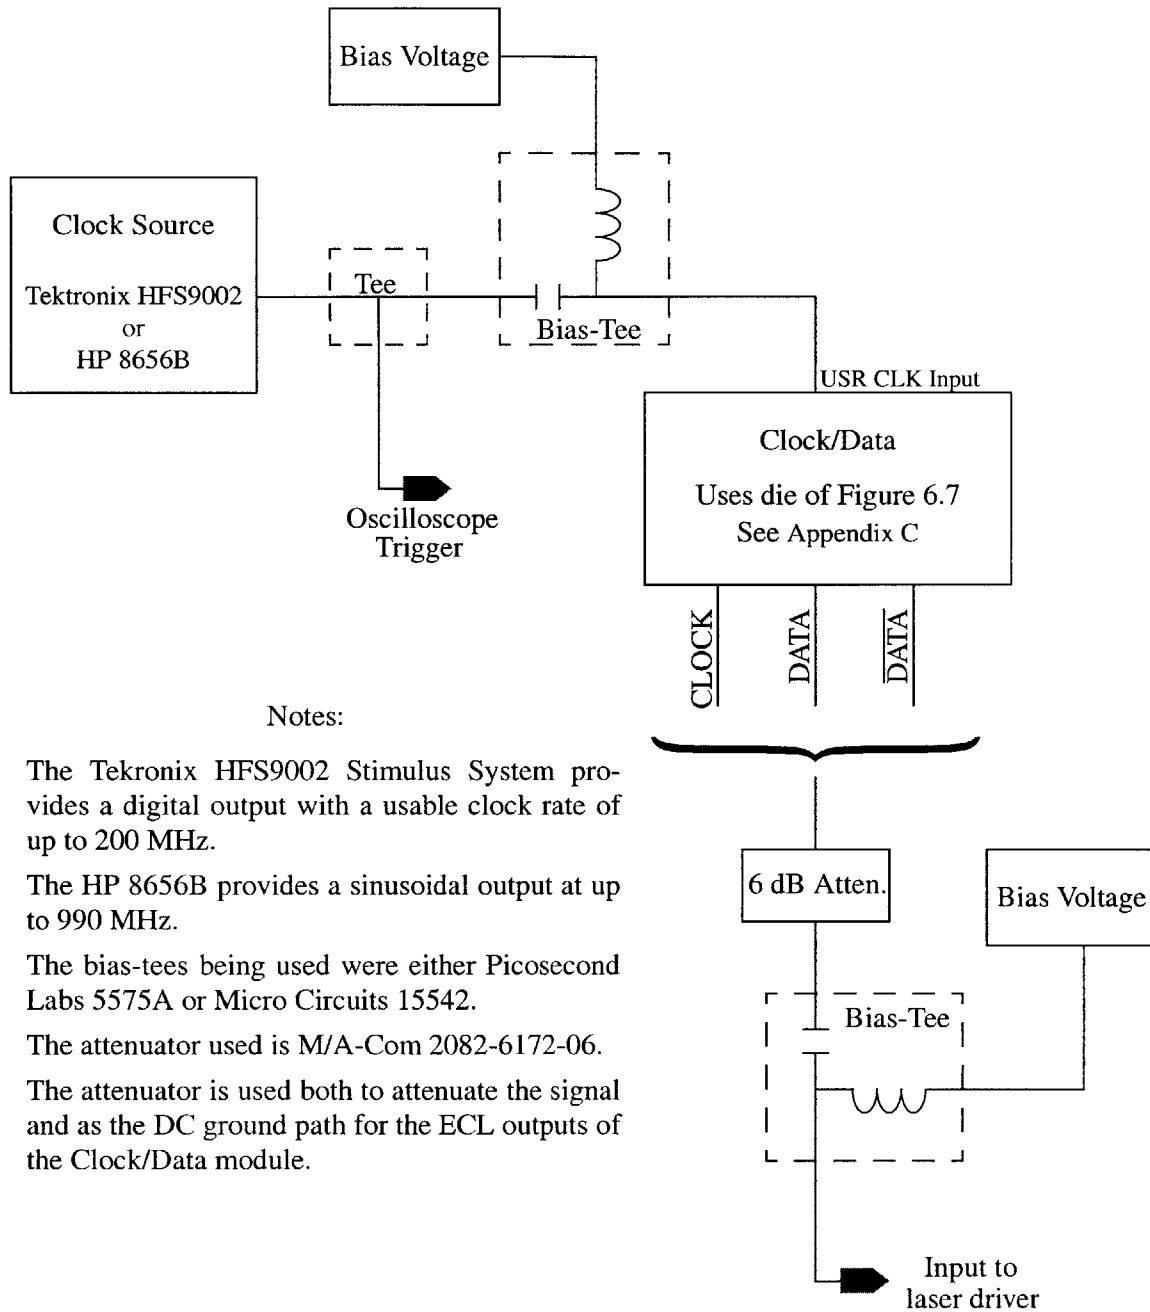 Bias Voltage
Clock Source
Tektronix HFS9002
or
HP 8656B
Tee
Bias-Tee
USR CLK Input
Oscilloscope
Trigger
Clock/Data
Uses die of Figure 6.7
See Appendix C
CLOCK
DATA
DATA
Notes:
The Tekronix HFS9002 Stimulus System pro-
vides a digital output with a usable clock rate of
up to 200 MHz.
The HP 8656B provides a sinusoidal output at up
to 990 MHz.
The bias-tees being used were either Picosecond
Labs 5575A or Micro Circuits 15542.
The attenuator used is M/A-Com 2082-6172-06.
The attenuator is used both to attenuate the signal
and as the DC ground path for the ECL outputs of
the Clock/Data module.
6 dB Atten.
Bias Voltage
Bias-Tee
Input to
laser driver